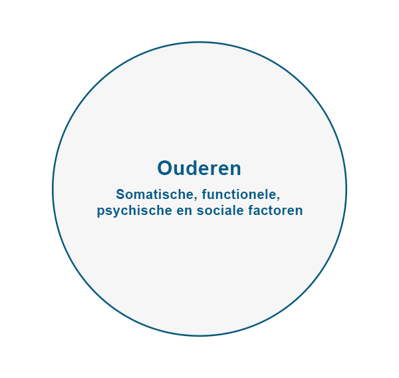 Ouderen
Somatische, functionele,
psychische en sociale factoren